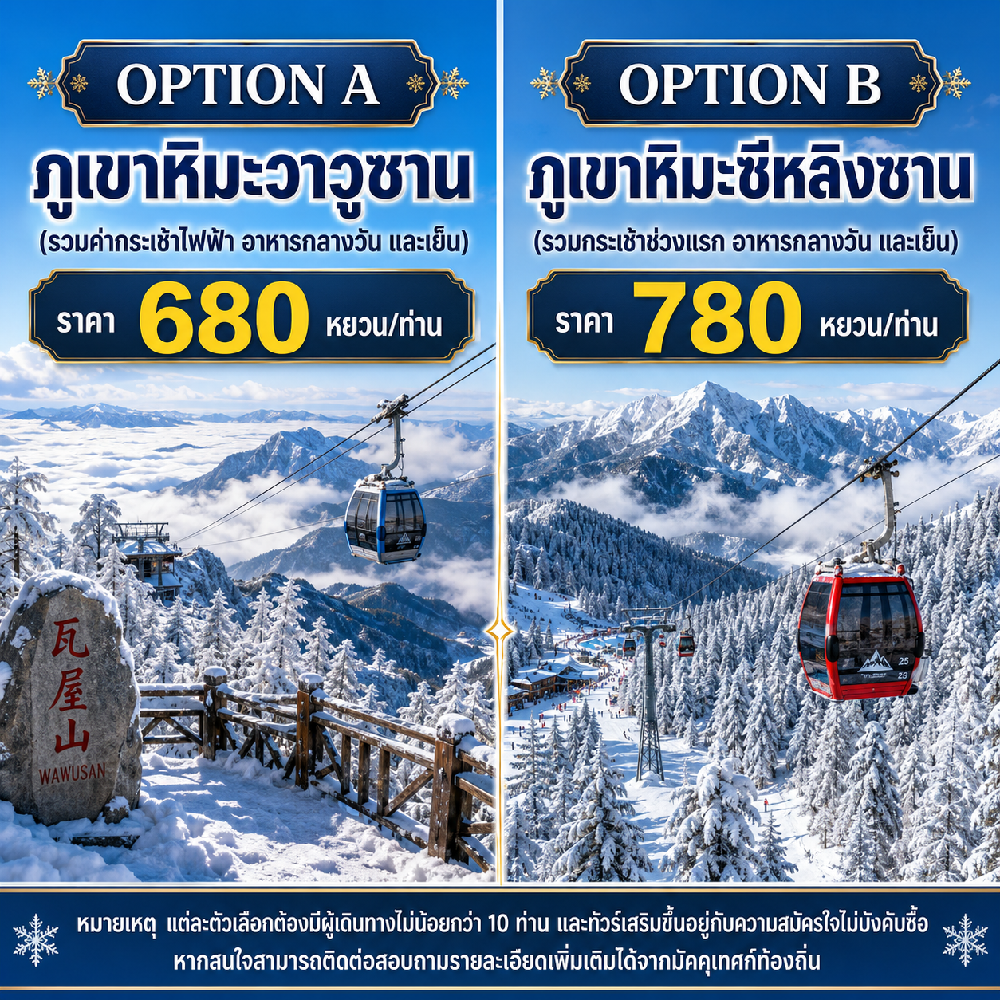 OPTION A
ภูเขาหิมะวาวูซาน
(รวมค่ากระเช้าไฟฟ้า อาหารกลางวัน และเย็น)
ราคา 680 หยวน/ท่าน
瓦屋山
WAWUSAN
OPTION B
ภูเขาหิมะซีหลิงซาน
(รวมกระเช้าช่วงแรก อาหารกลางวัน และเย็น)
ราคา 780 หยวน/ท่าน
25
2S
หมายเหตุ แต่ละตัวเลือกต้องมีผู้เดินทางไม่น้อยกว่า 10 ท่าน และทัวร์เสริมขึ้นอยู่กับความสมัครใจไม่บังคับซื้อ
หากสนใจสามารถติดต่อสอบถามรายละเอียดเพิ่มเติมได้จากมัคคุเทศก์ท้องถิ่น